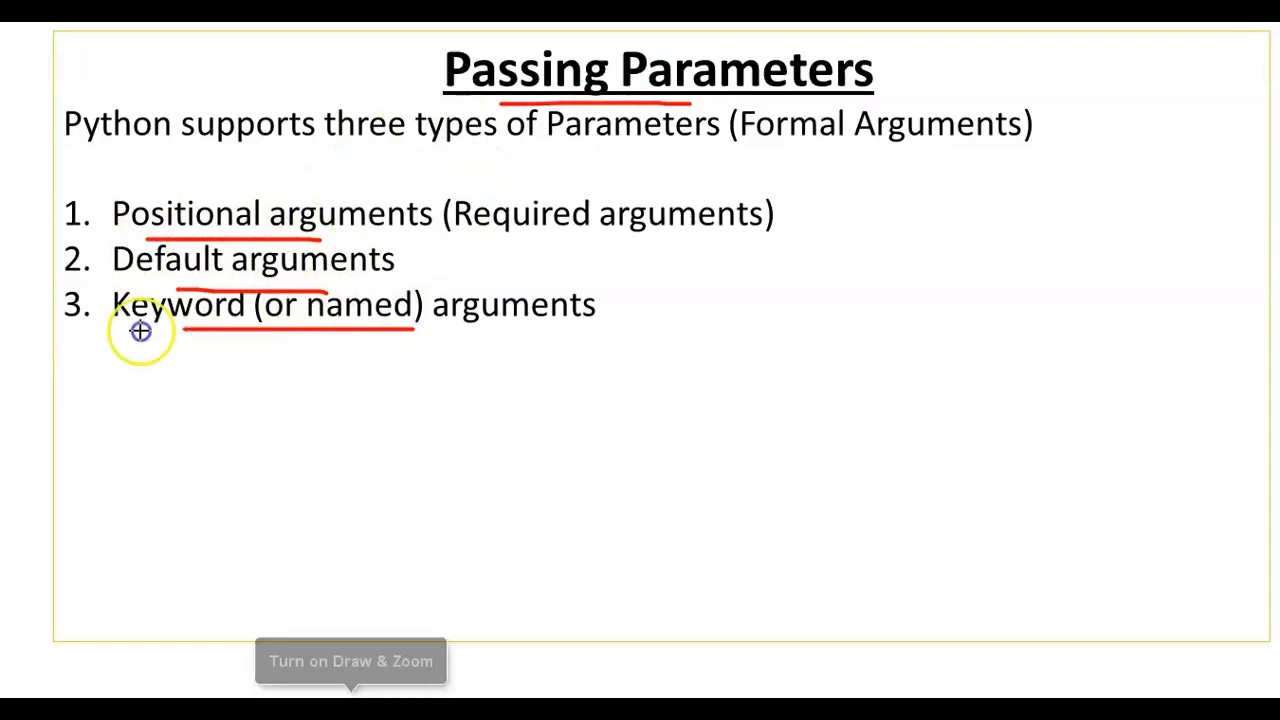 Passing Parameters
Python supports three types of Parameters (Formal Arguments)
1. Positional arguments (Required arguments)
2. Default arguments
3. Keyword (or named) arguments
Turn on Draw & Zoom